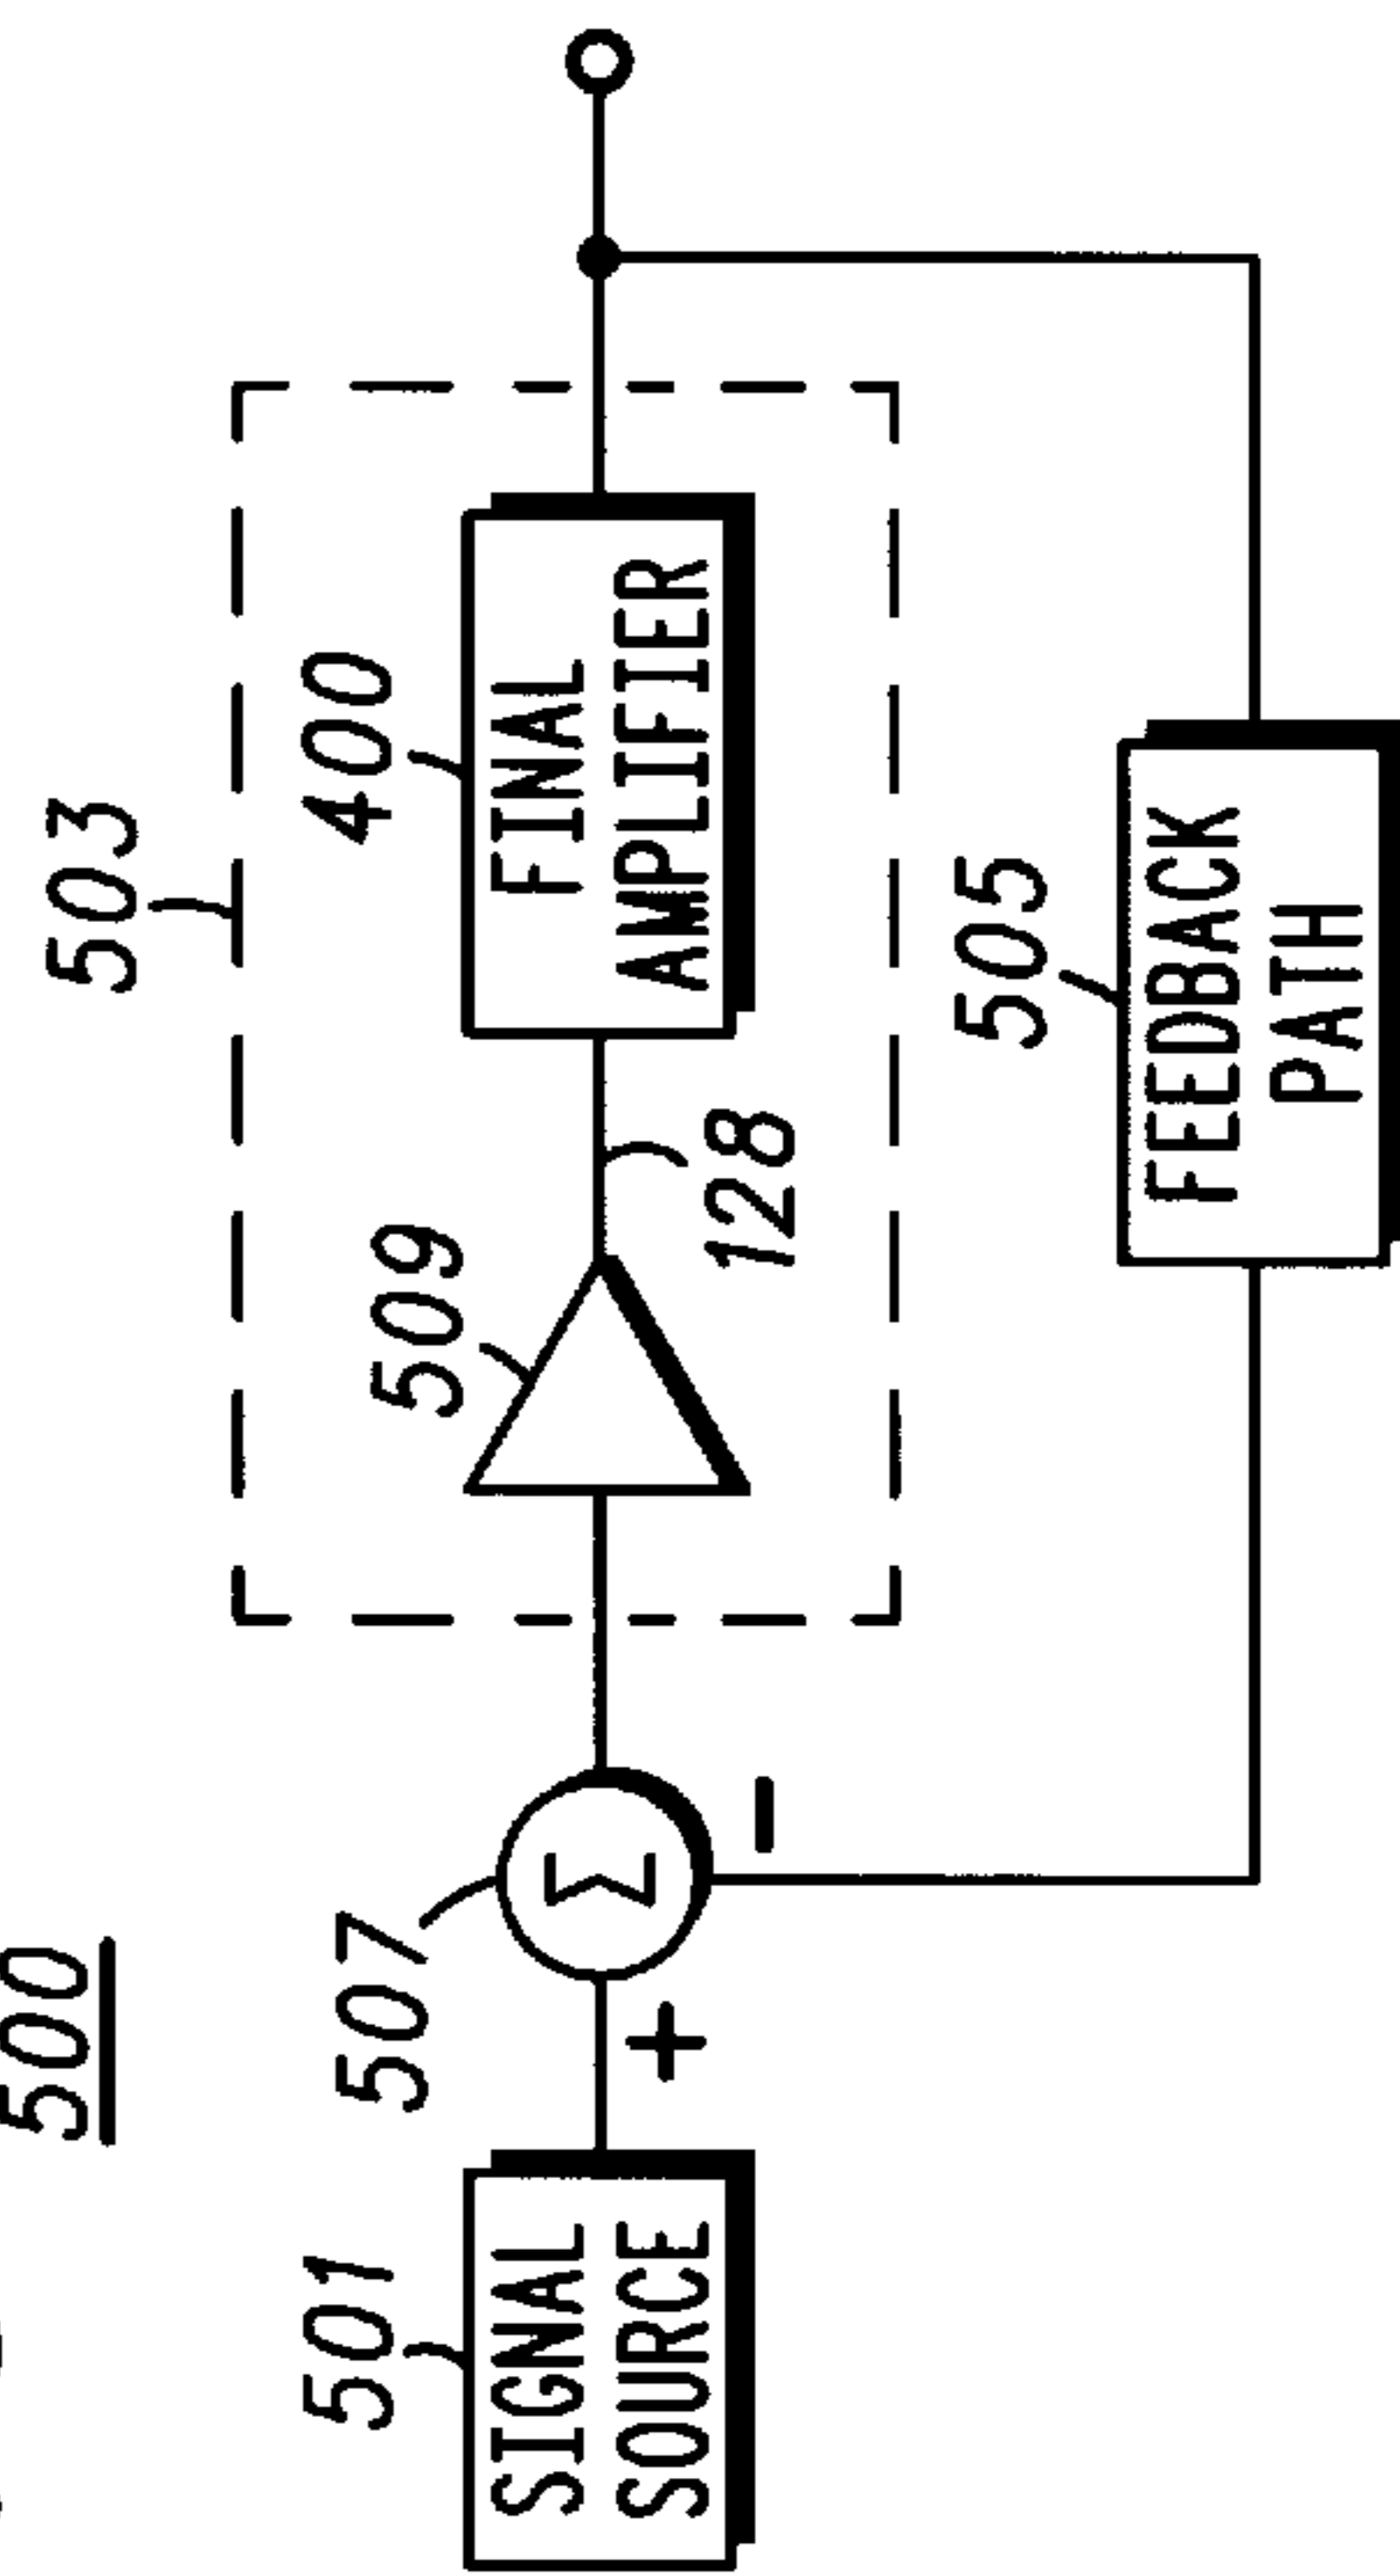 500
503
501
SIGNAL
SOURCE
507
Σ
+
−
509
128
400
FINAL
AMPLIFIER
505
FEEDBACK
PATH